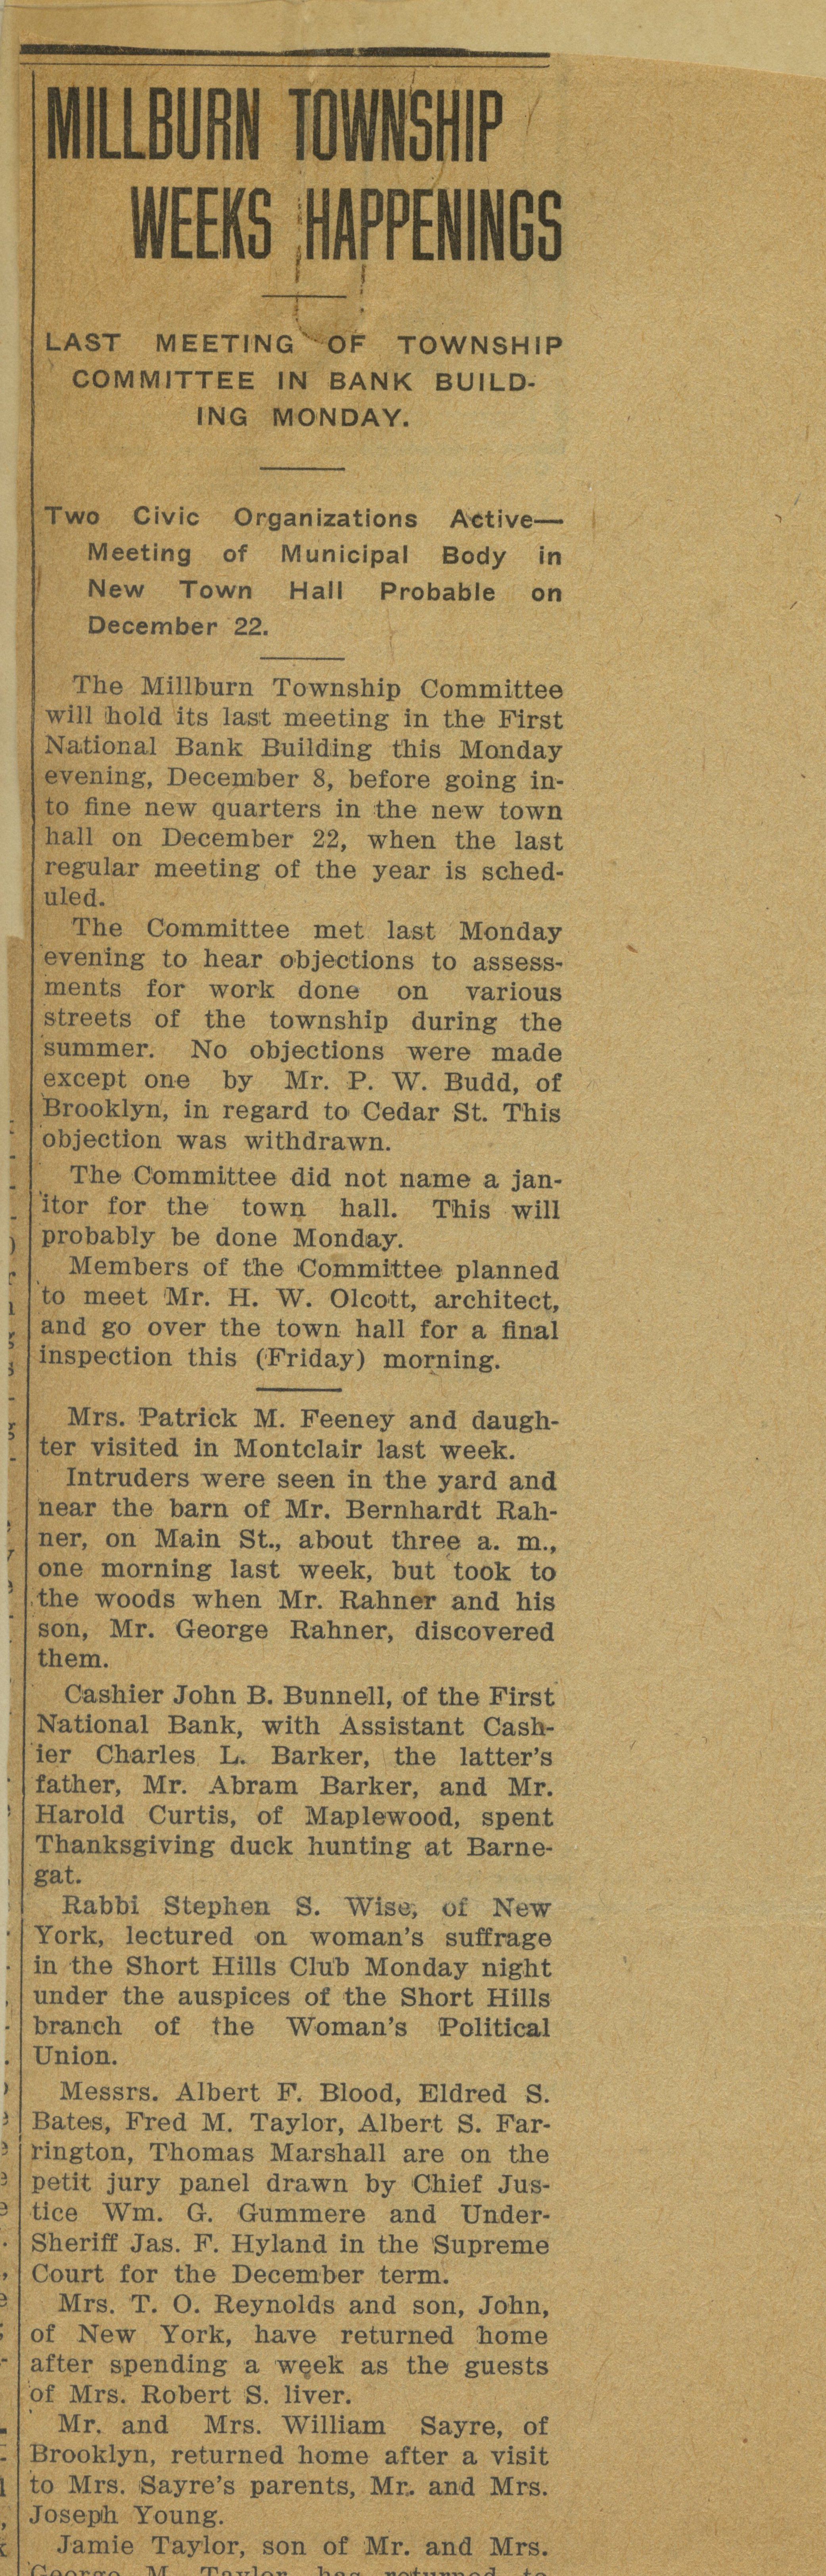 MILLBURN TOWNSHIP
WEEKS HAPPENINGS
LAST MEETING OF TOWNSHIP
COMMITTEE IN BANK BUILD-
ING MONDAY.
Two Civic Organizations Active—
Meeting of Municipal Body in
New Town Hall Probable on
December 22.
The Millburn Township Committee
will hold its last meeting in the First
National Bank Building this Monday
evening, December 8, before going in-
to fine new quarters in the new town
hall on December 22, when the last
regular meeting of the year is sched-
uled.
The Committee met last Monday
evening to hear objections to assess-
ments for work done on various
streets of the township during the
summer. No objections were made
except one by Mr. P. W. Budd, of
Brooklyn, in regard to Cedar St. This
objection was withdrawn.
The Committee did not name a jan-
itor for the town hall. This will
probably be done Monday.
Members of the Committee planned
to meet Mr. H. W. Olcott, architect,
and go over the town hall for a final
inspection this (Friday) morning.
Mrs. Patrick M. Feeney and daugh-
ter visited in Montclair last week.
Intruders were seen in the yard and
near the barn of Mr. Bernhardt Rah-
ner, on Main St., about three a. m.,
one morning last week, but took to
the woods when Mr. Rahner and his
son, Mr. George Rahner, discovered
them.
Cashier John B. Bunnell, of the First
National Bank, with Assistant Cash-
ier Charles L. Barker, the latter's
father, Mr. Abram Barker, and Mr.
Harold Curtis, of Maplewood, spent
Thanksgiving duck hunting at Barne-
gat.
Rabbi Stephen S. Wise, of New
York, lectured on woman's suffrage
in the Short Hills Club Monday night
under the auspices of the Short Hills
branch of the Woman's Political
Union.
Messrs. Albert F. Blood, Eldred S.
Bates, Fred M. Taylor, Albert S. Far-
rington, Thomas Marshall are on the
petit jury panel drawn by Chief Jus-
tice Wm. G. Gummere and Under-
Sheriff Jas. F. Hyland in the Supreme
Court for the December term.
Mrs. T. O. Reynolds and son, John,
of New York, have returned home
after spending a week as the guests
of Mrs. Robert S. liver.
Mr. and Mrs. William Sayre, of
Brooklyn, returned home after a visit
to Mrs. Sayre's parents, Mr. and Mrs.
Joseph Young.
Jamie Taylor, son of Mr. and Mrs.
George M. Taylor, has returned to